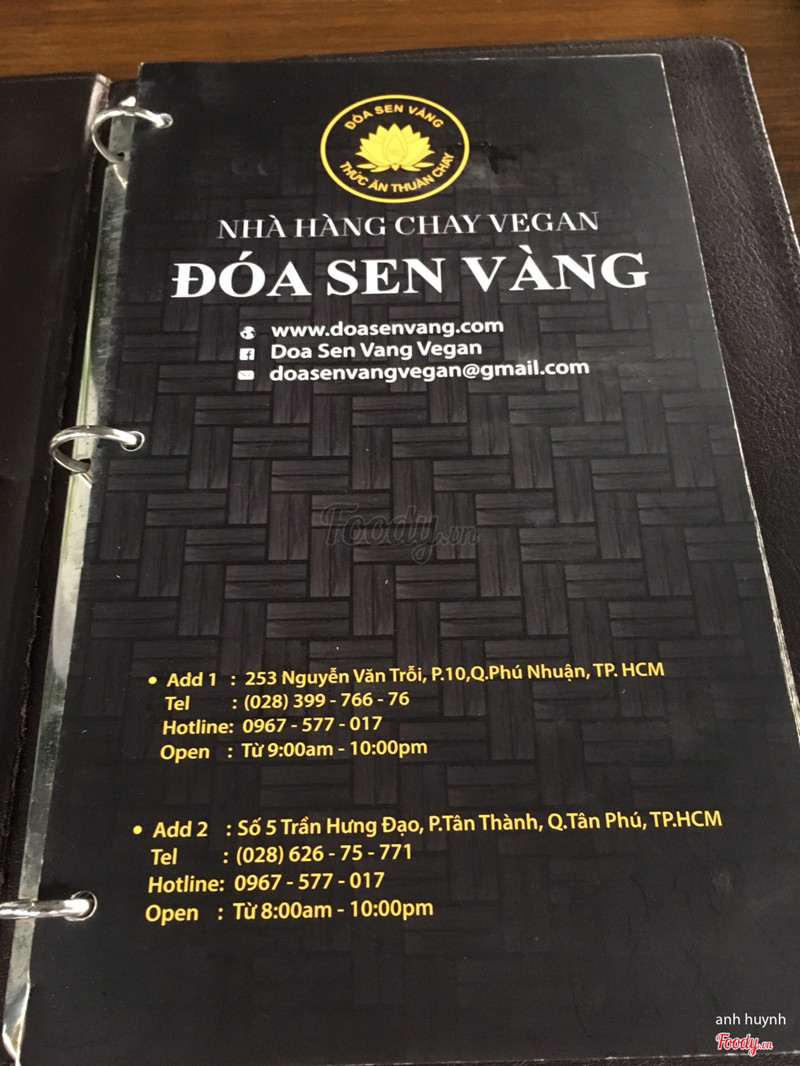 ĐÓA SEN VÀNG
THỨC ĂN THUẦN CHAY
NHÀ HÀNG CHAY VEGAN
ĐÓA SEN VÀNG
www.doasenvang.com
Doa Sen Vang Vegan
doasenvangvegan@gmail.com
Foody.vn
• Add 1 : 253 Nguyễn Văn Trỗi, P.10,Q.Phú Nhuận, TP. HCM
Tel : (028) 399 - 766 - 76
Hotline: 0967 - 577 - 017
Open : Từ 9:00am - 10:00pm
• Add 2 : Số 5 Trần Hưng Đạo, P.Tân Thành, Q.Tân Phú, TP.HCM
Tel : (028) 626 - 75 - 771
Hotline: 0967 - 577 - 017
Open : Từ 8:00am - 10:00pm
anh huynh
Foody.vn